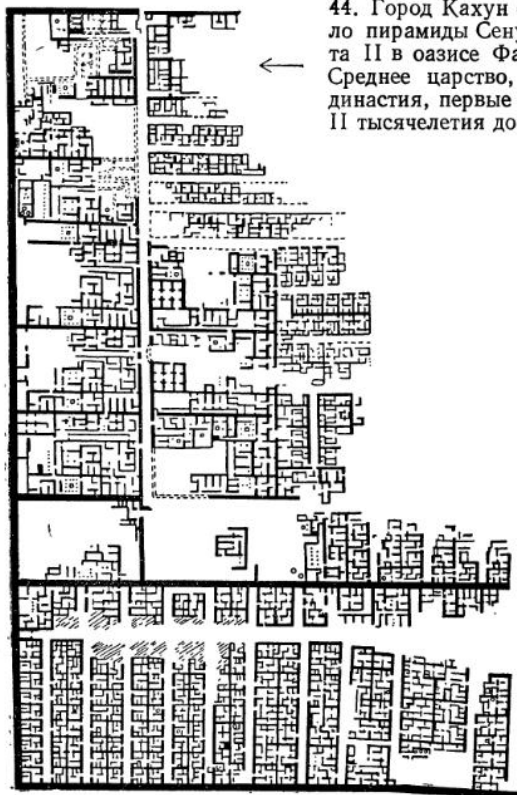 44. Город Кахун
ло пирамиды Сену
та II в оазисе Фа
Среднее царство,
династия, первые
II тысячелетия до